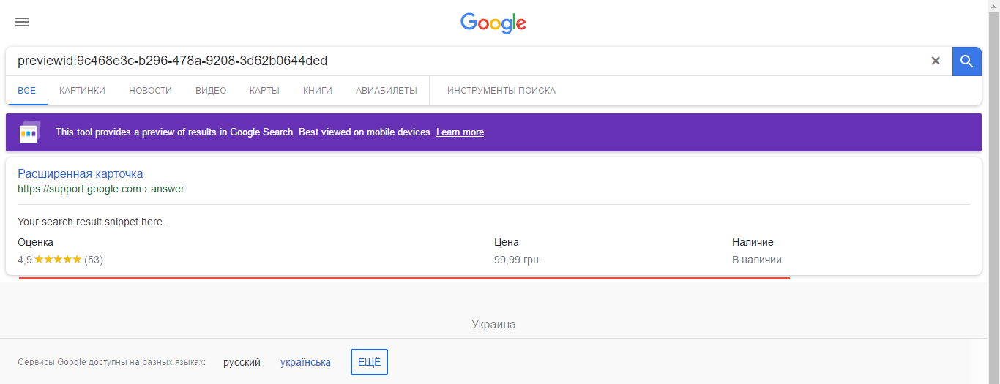 Google
previewid:9c468e3c-b296-478a-9208-3d62b0644ded
ВСЕ КАРТИНКИ НОВОСТИ ВИДЕО КАРТЫ КНИГИ АВИАБИЛЕТЫ ИНСТРУМЕНТЫ ПОИСКА
This tool provides a preview of results in Google Search. Best viewed on mobile devices. Learn more.
Расширенная карточка
https://support.google.com › answer
Your search result snippet here.
Оценка Цена Наличие
4,9 ★★★★★ (53) 99,99 грн. В наличии
Украина
Сервисы Google доступны на разных языках: русский українська ЕЩЁ